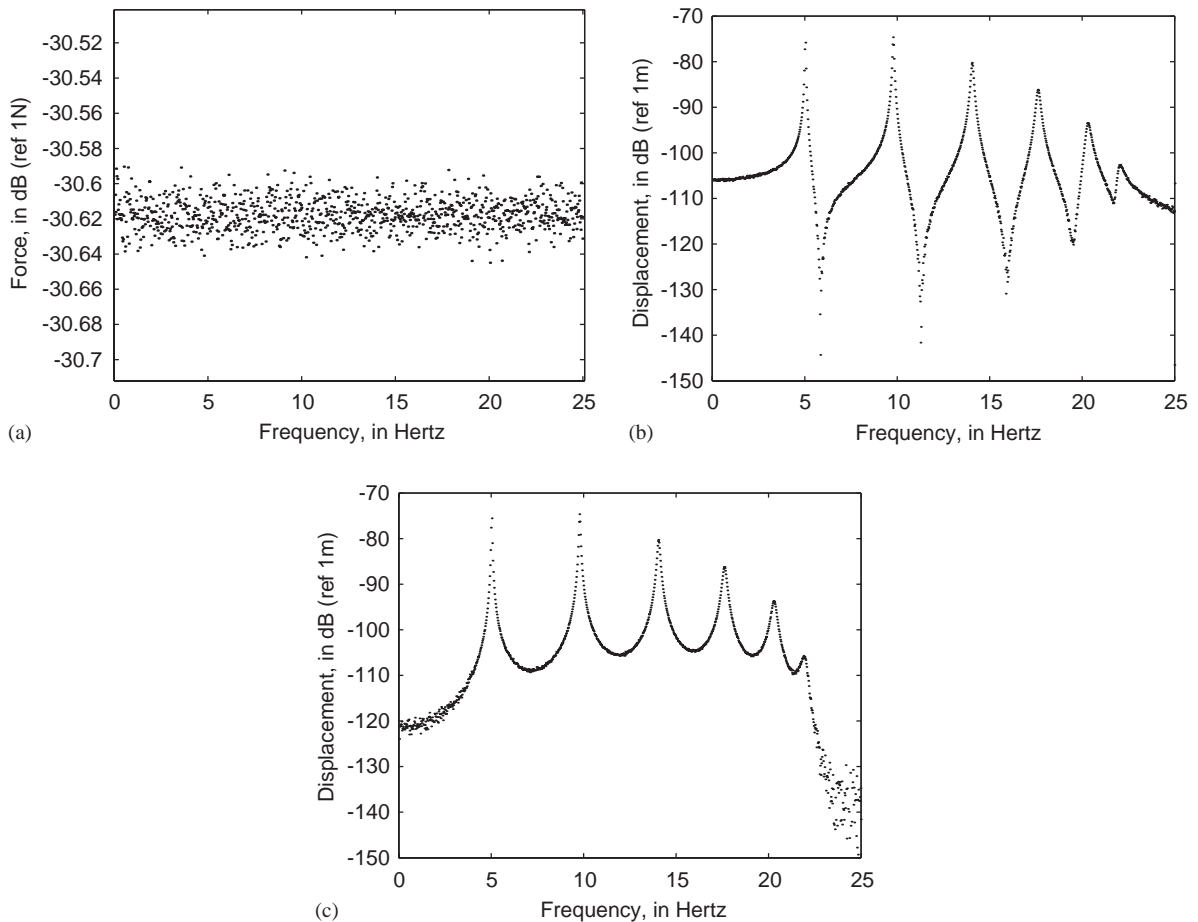 -30.52
-30.54
-30.56
-30.58
-30.6
-30.62
-30.64
-30.66
-30.7
Force, in dB (ref 1N)
0 5 10 15 20 25
Frequency, in Hertz
(a)
-70
-80
-90
-100
-110
-120
-130
-140
-150
Displacement, in dB (ref 1m)
0 5 10 15 20 25
Frequency, in Hertz
(b)
-70
-80
-90
-100
-110
-120
-130
-140
-150
Displacement, in dB (ref 1m)
0 5 10 15 20 25
Frequency, in Hertz
(c)